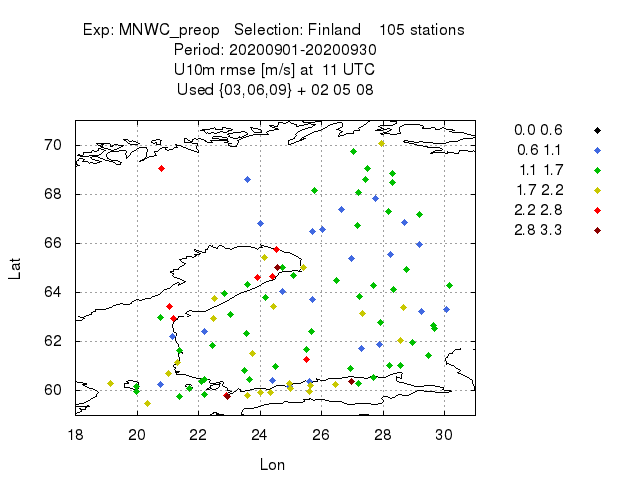 Exp: MNWC_preop   Selection: Finland    105 stations
Period: 20200901-20200930
U10m rmse [m/s] at  11 UTC
Used {03,06,09} + 02 05 08
0.0 0.6
0.6 1.1
1.1 1.7
1.7 2.2
2.2 2.8
2.8 3.3
70
68
66
64
62
60
Lat
18 20 22 24 26 28 30
Lon